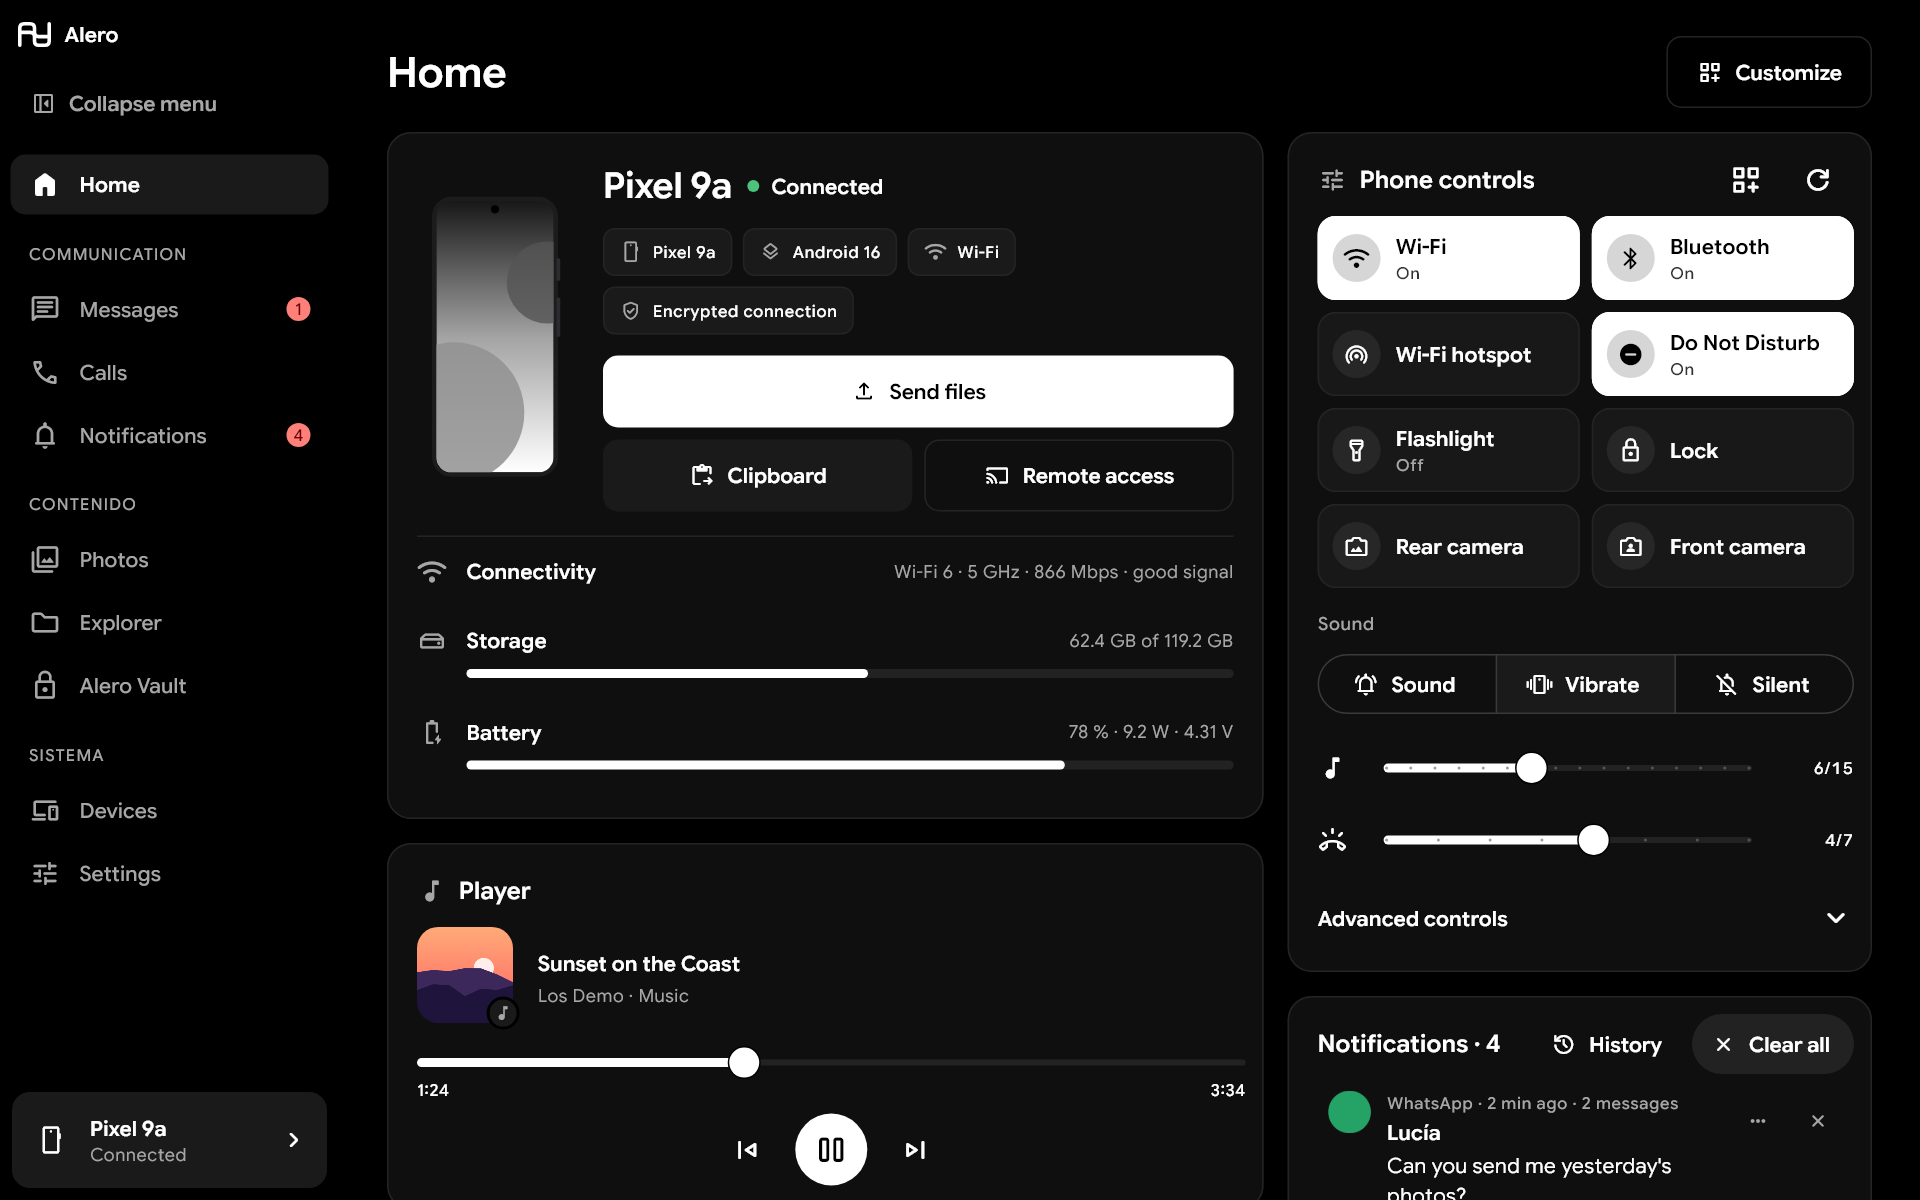 Alero
Collapse menu
Home
COMMUNICATION
Messages
1
Calls
Notifications
4
CONTENIDO
Photos
Explorer
Alero Vault
SISTEMA
Devices
Settings
Pixel 9a
Connected
Home
Customize
Pixel 9a
Connected
Pixel 9a
Android 16
Wi-Fi
Encrypted connection
Send files
Clipboard
Remote access
Connectivity
Wi-Fi 6 · 5 GHz · 866 Mbps · good signal
Storage
62.4 GB of 119.2 GB
Battery
78 % · 9.2 W · 4.31 V
Player
Sunset on the Coast
Los Demo · Music
1:24
3:34
Phone controls
Wi-Fi
On
Bluetooth
On
Wi-Fi hotspot
Do Not Disturb
On
Flashlight
Off
Lock
Rear camera
Front camera
Sound
Sound
Vibrate
Silent
6/15
4/7
Advanced controls
Notifications · 4
History
Clear all
WhatsApp · 2 min ago · 2 messages
Lucía
Can you send me yesterday's
photos?